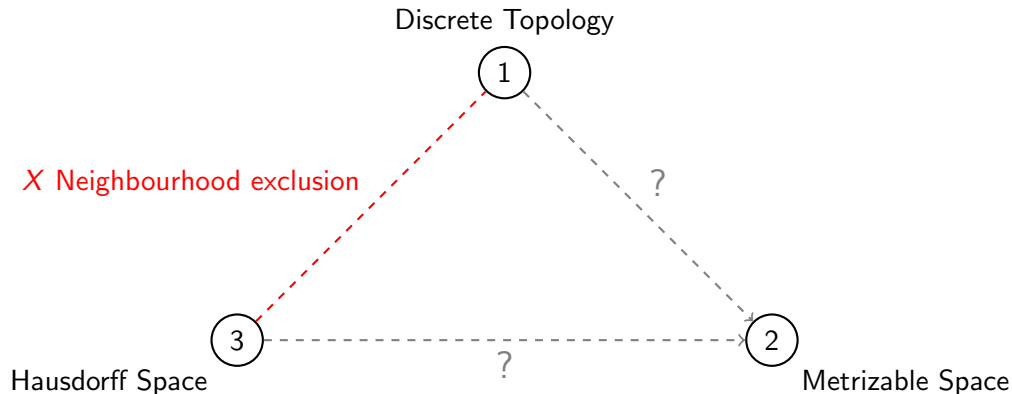 Discrete Topology
1
X Neighbourhood exclusion
?
3
2
?
Hausdorff Space
Metrizable Space